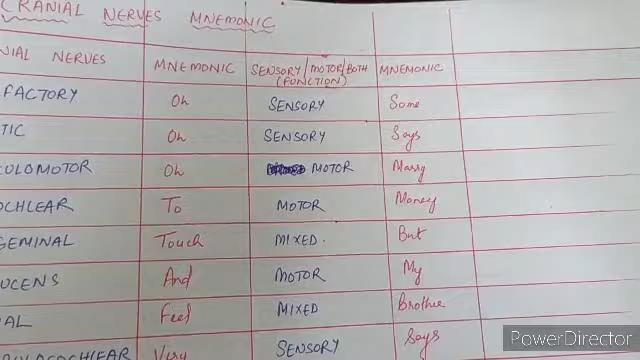 CRANIAL NERVES MNEMONIC
NIAL NERVES MNEMONIC SENSORY/MOTOR/BOTH (FUNCTION) MNEMONIC
FACTORY Oh SENSORY Some
TIC Oh SENSORY Says
ULOMOTOR Oh MOTOR Marry
OCHLEAR To MOTOR Money
GEMINAL Touch MIXED. But
UCENS And MOTOR My
AL Feel MIXED Brother
Very SENSORY Says
PowerDirector